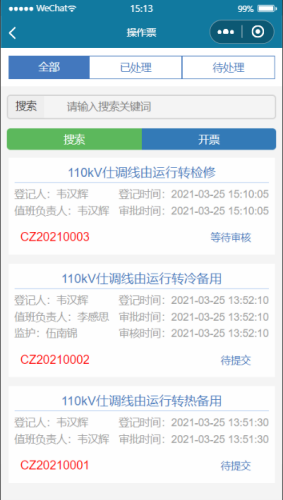 WeChat 15:13 99%
操作票
全部 已处理 待处理
搜索 请输入搜索关键词
搜索 开票
110kV仕调线由运行转检修
登记人：韦汉辉 登记时间：2021-03-25 15:10:05
值班负责人：韦汉辉 审批时间：2021-03-25 15:10:05
CZ20210003 等待审核
110kV仕调线由运行转冷备用
登记人：韦汉辉 登记时间：2021-03-25 13:52:10
值班负责人：李感思 审批时间：2021-03-25 13:52:10
监护：伍南锦 审核时间：2021-03-25 13:52:10
CZ20210002 待提交
110kV仕调线由运行转热备用
登记人：韦汉辉 登记时间：2021-03-25 13:51:30
值班负责人：韦汉辉 审批时间：2021-03-25 13:51:30
CZ20210001 待提交